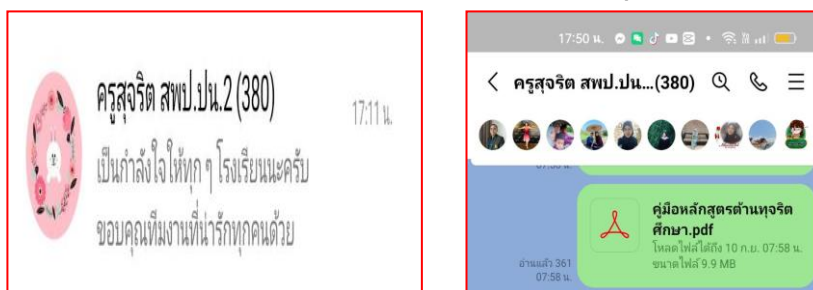 ครูสุจริต สพป.ปน.2 (380)
17:11 น.
เป็นกำลังใจให้ทุก ๆ โรงเรียนนะครับ
ขอบคุณทีมงานที่น่ารักทุกคนด้วย
17:50 น.
ครูสุจริต สพป.ปน...(380)
07:58 น.
คู่มือหลักสูตรต้านทุจริต
ศึกษา.pdf
โหลดไฟล์ได้ถึง 10 ก.ย. 07:58 น.
ขนาดไฟล์ 9.9 MB
อ่านแล้ว 361
07:58 น.